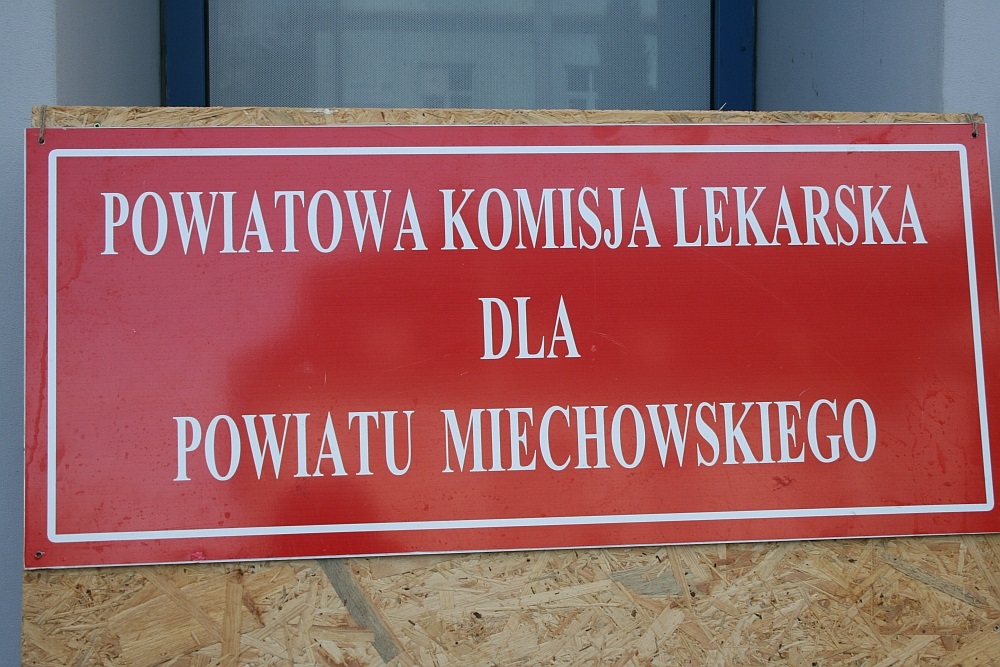 POWIATOWA KOMISJA LEKARSKA
DLA
POWIATU MIECHOWSKIEGO